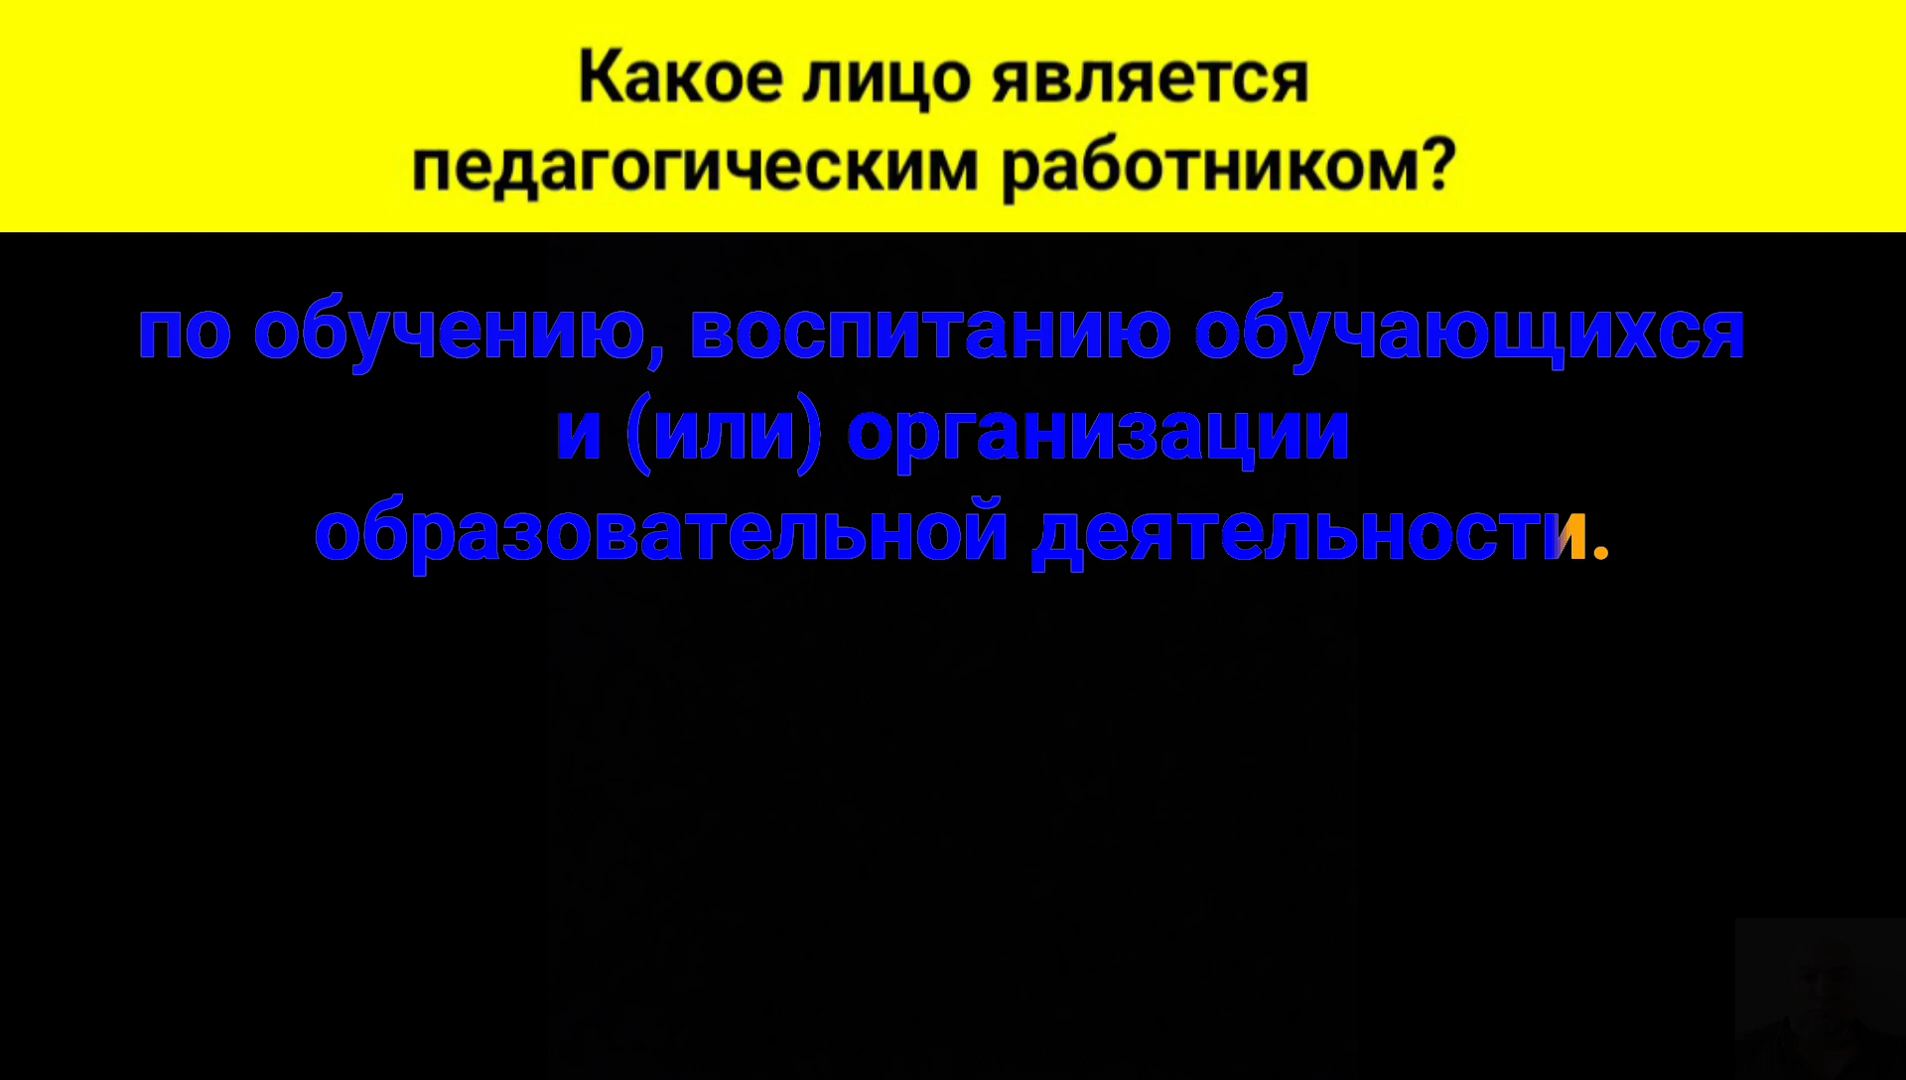 Какое лицо является
педагогическим работником?
по обучению, воспитанию обучающихся
и (или) организации
образовательной деятельности.